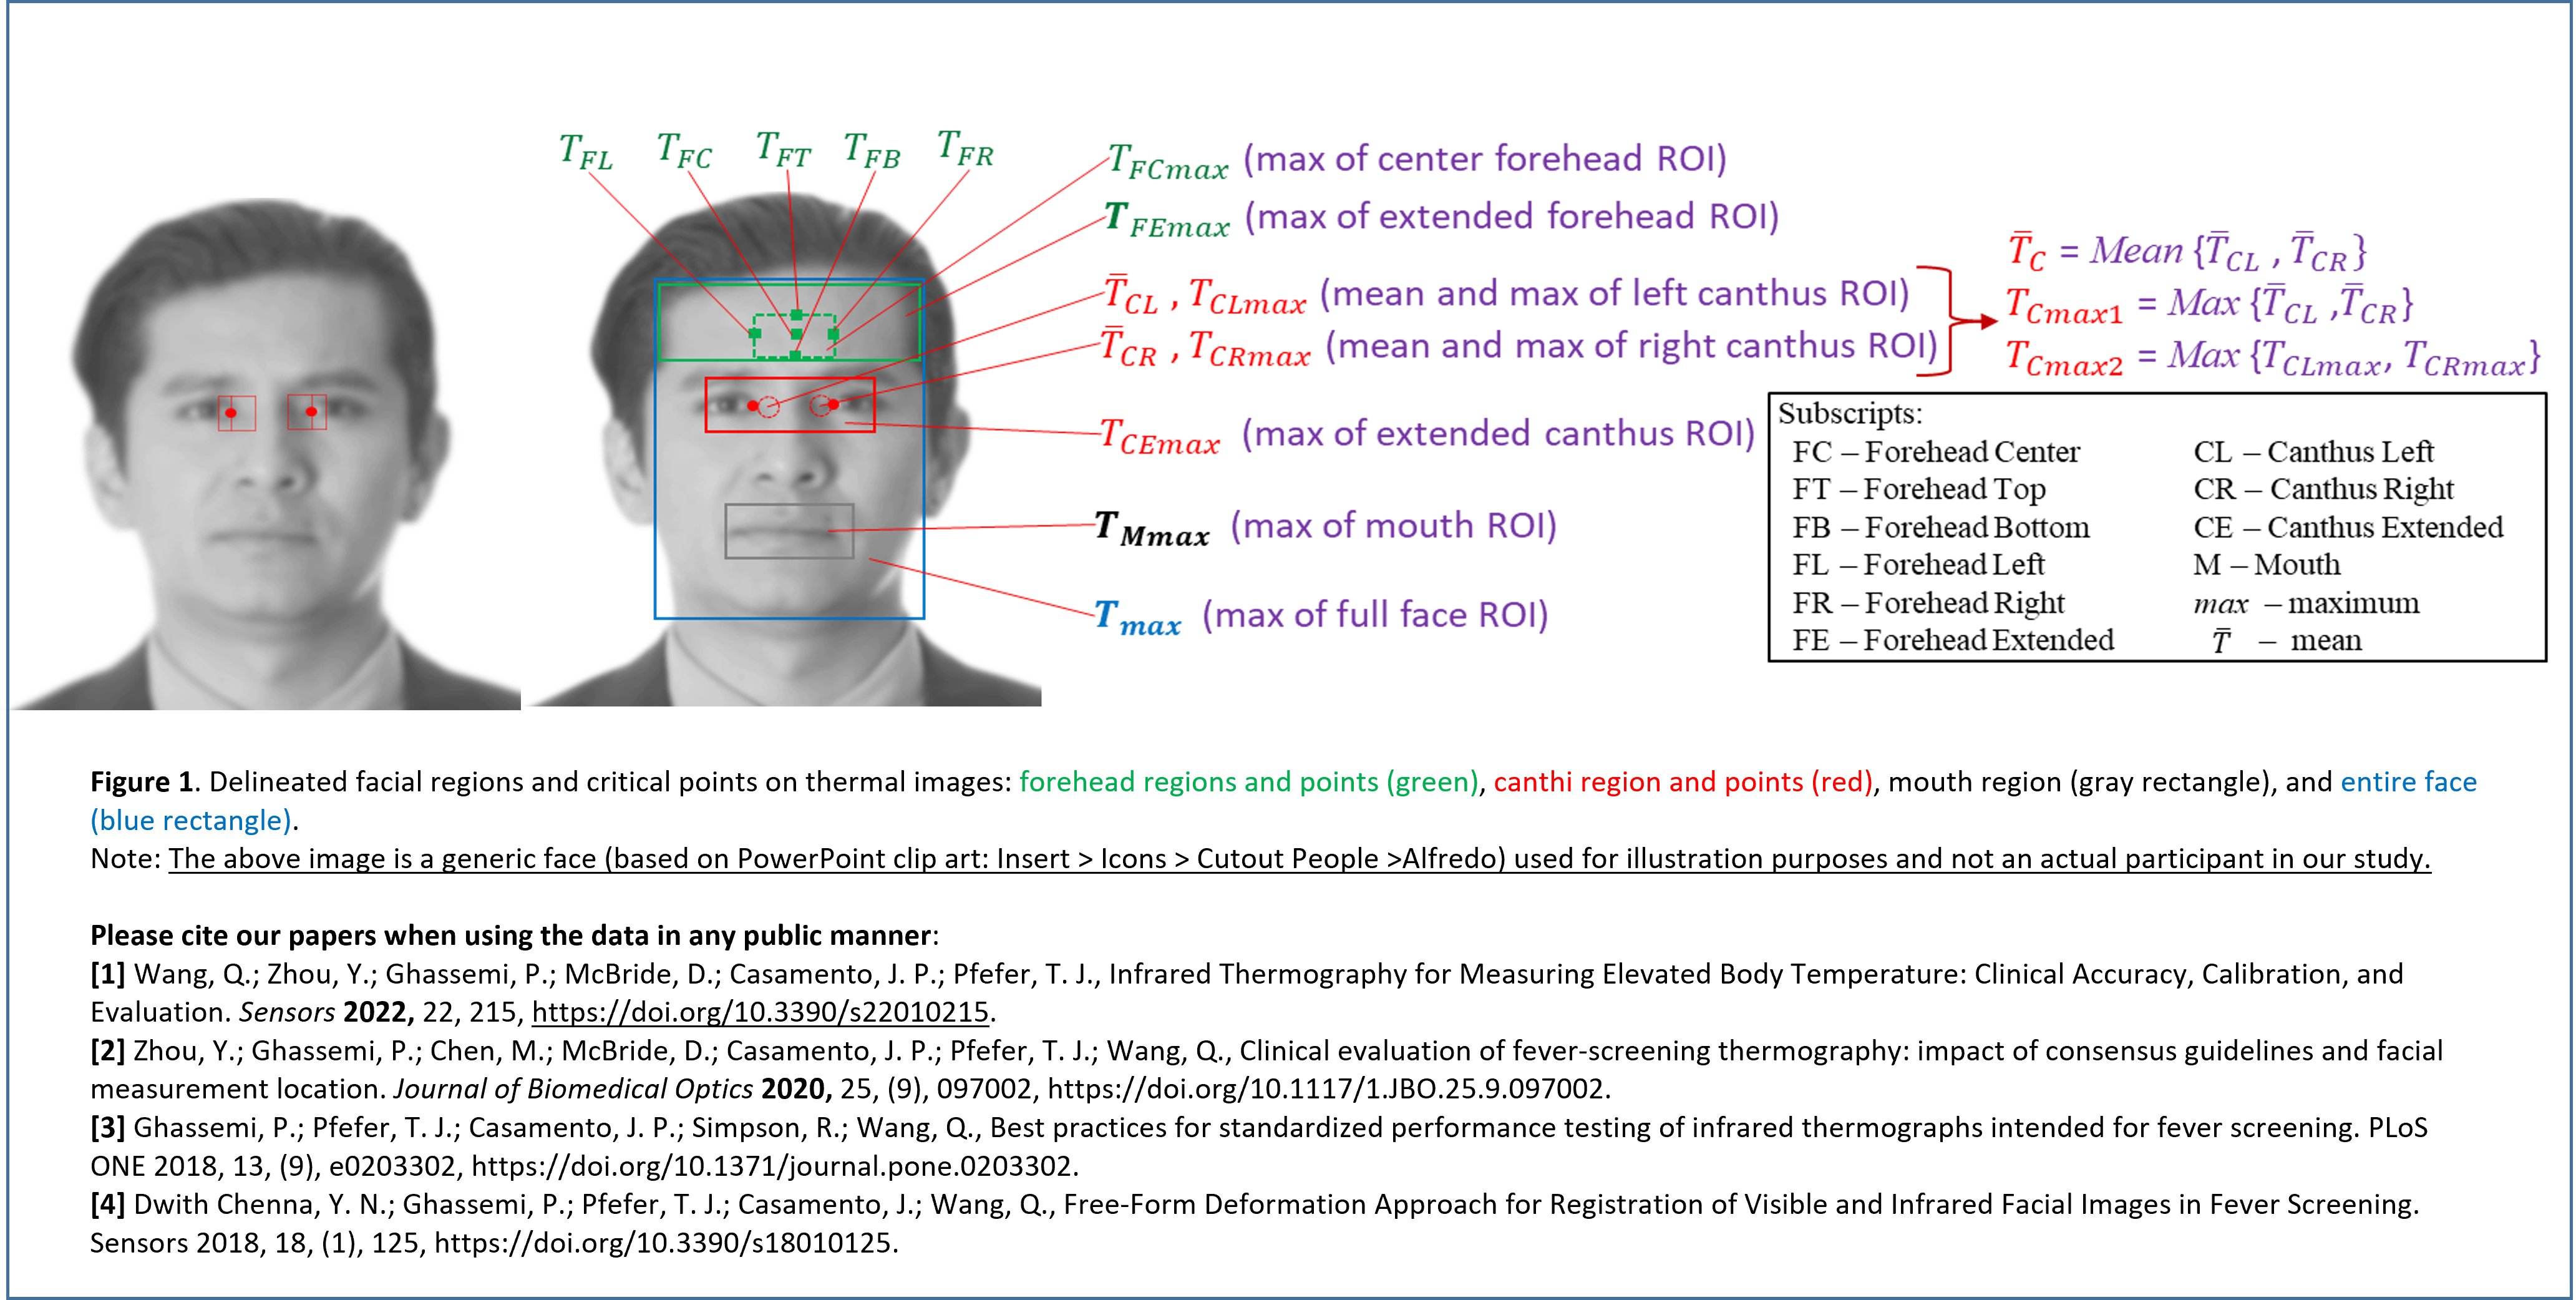 T_FL T_FC T_FT T_FB T_FR
T_FCmax (max of center forehead ROI)
T_FEmax (max of extended forehead ROI)
T̄_CL , T_CLmax (mean and max of left canthus ROI)
T̄_CR , T_CRmax (mean and max of right canthus ROI)
T_CEmax (max of extended canthus ROI)
T_Mmax (max of mouth ROI)
T_max (max of full face ROI)
T̄_C = Mean {T̄_CL , T̄_CR}
T_Cmax1 = Max {T̄_CL ,T̄_CR}
T_Cmax2 = Max {T_CLmax, T_CRmax}
Subscripts:
FC – Forehead Center
FT – Forehead Top
FB – Forehead Bottom
FL – Forehead Left
FR – Forehead Right
FE – Forehead Extended
CL – Canthus Left
CR – Canthus Right
CE – Canthus Extended
M – Mouth
max – maximum
T̄ – mean
Figure 1. Delineated facial regions and critical points on thermal images: forehead regions and points (green), canthi region and points (red), mouth region (gray rectangle), and entire face
(blue rectangle).
Note: The above image is a generic face (based on PowerPoint clip art: Insert > Icons > Cutout People >Alfredo) used for illustration purposes and not an actual participant in our study.
Please cite our papers when using the data in any public manner:
[1] Wang, Q.; Zhou, Y.; Ghassemi, P.; McBride, D.; Casamento, J. P.; Pfefer, T. J., Infrared Thermography for Measuring Elevated Body Temperature: Clinical Accuracy, Calibration, and
Evaluation. Sensors 2022, 22, 215, https://doi.org/10.3390/s22010215.
[2] Zhou, Y.; Ghassemi, P.; Chen, M.; McBride, D.; Casamento, J. P.; Pfefer, T. J.; Wang, Q., Clinical evaluation of fever-screening thermography: impact of consensus guidelines and facial
measurement location. Journal of Biomedical Optics 2020, 25, (9), 097002, https://doi.org/10.1117/1.JBO.25.9.097002.
[3] Ghassemi, P.; Pfefer, T. J.; Casamento, J. P.; Simpson, R.; Wang, Q., Best practices for standardized performance testing of infrared thermographs intended for fever screening. PLoS
ONE 2018, 13, (9), e0203302, https://doi.org/10.1371/journal.pone.0203302.
[4] Dwith Chenna, Y. N.; Ghassemi, P.; Pfefer, T. J.; Casamento, J.; Wang, Q., Free-Form Deformation Approach for Registration of Visible and Infrared Facial Images in Fever Screening.
Sensors 2018, 18, (1), 125, https://doi.org/10.3390/s18010125.